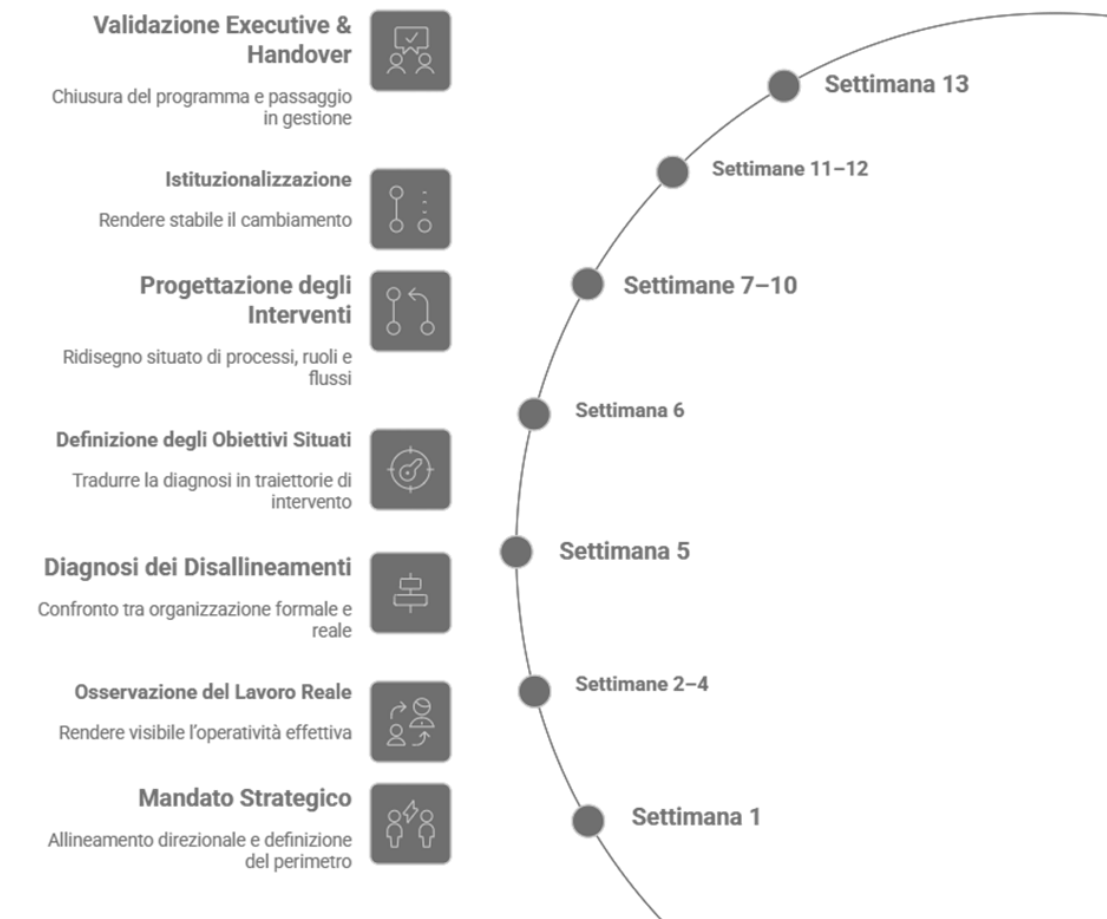 Validazione Executive &
Handover
Chiusura del programma e passaggio
in gestione
Settimana 13
Istituzionalizzazione
Rendere stabile il cambiamento
Settimane 11–12
Progettazione degli
Interventi
Ridisegno situato di processi, ruoli e
flussi
Settimane 7–10
Definizione degli Obiettivi Situati
Tradurre la diagnosi in traiettorie di
intervento
Settimana 6
Diagnosi dei Disallineamenti
Confronto tra organizzazione formale e
reale
Settimana 5
Osservazione del Lavoro Reale
Rendere visibile l’operatività effettiva
Settimane 2–4
Mandato Strategico
Allineamento direzionale e definizione
del perimetro
Settimana 1